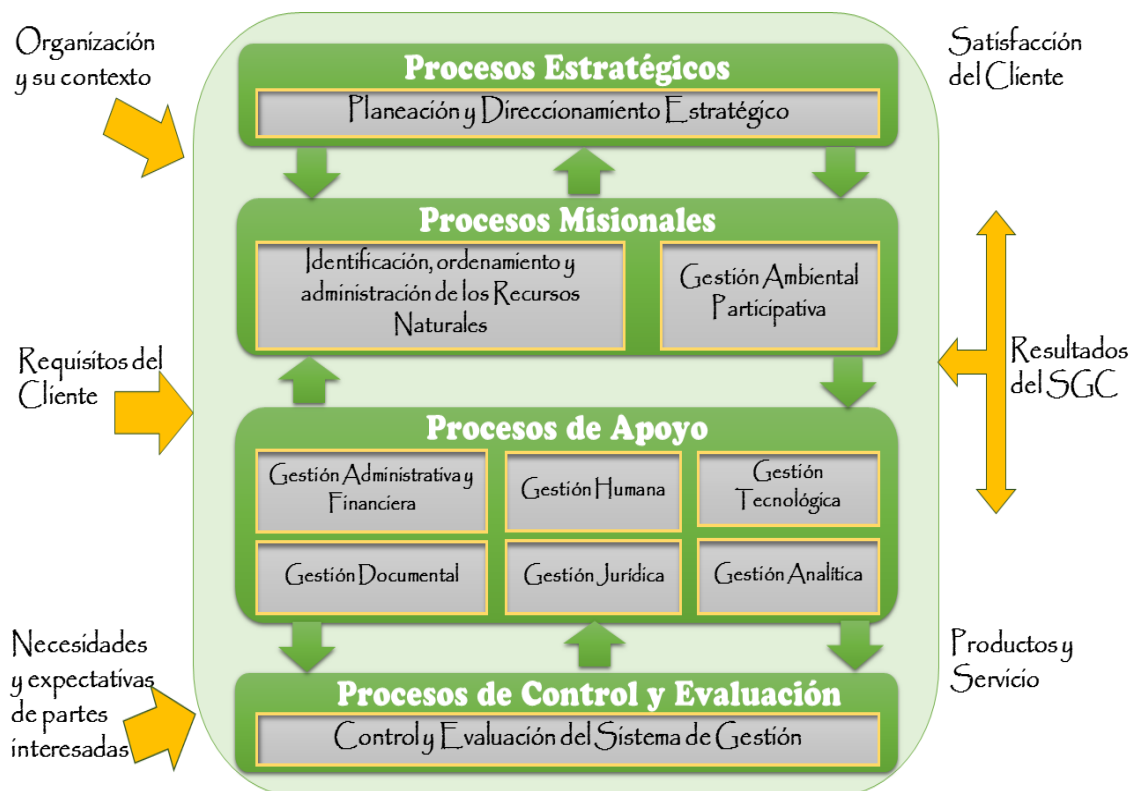 Organización
y su contexto
Procesos Estratégicos
Planeación y Direccionamiento Estratégico
Satisfacción
del Cliente
Procesos Misionales
Identificación, ordenamiento y
administración de los Recursos
Naturales
Gestión Ambiental
Participativa
Requisitos del
Cliente
Resultados
del SGC
Procesos de Apoyo
Gestión Administrativa y
Financiera
Gestión Humana
Gestión
Tecnológica
Gestión Documental
Gestión Jurídica
Gestión Analítica
Necesidades
y expectativas
de partes
interesadas
Productos y
Servicio
Procesos de Control y Evaluación
Control y Evaluación del Sistema de Gestión